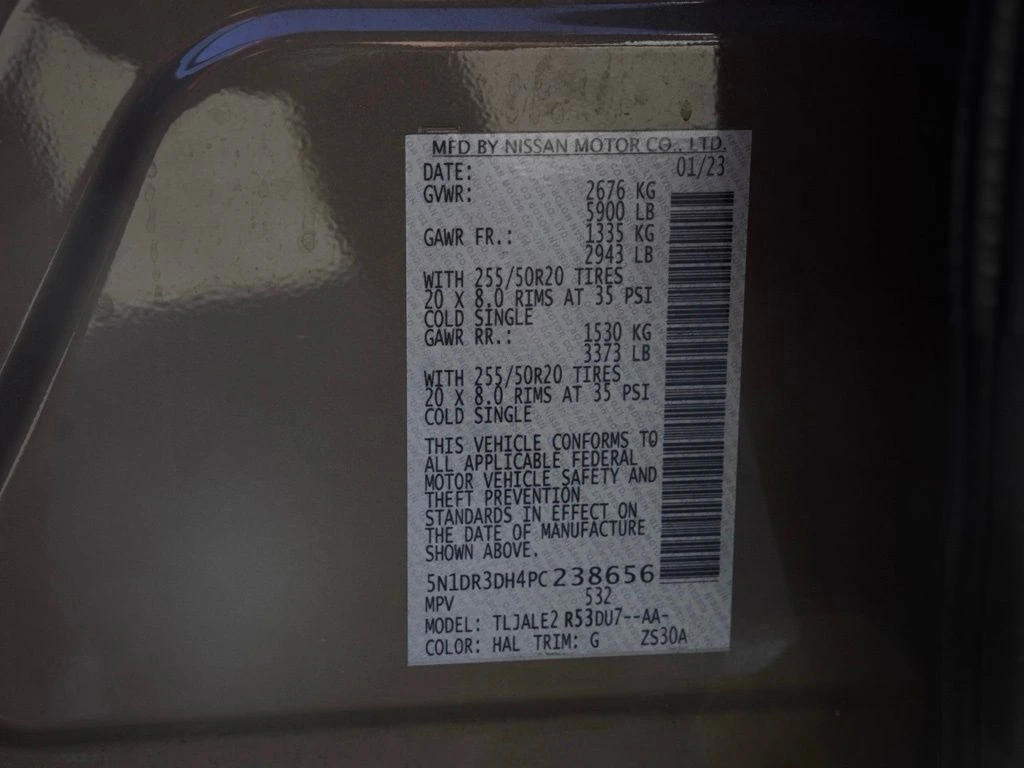 MFD BY NISSAN MOTOR CO., LTD.
DATE: 01/23
GVWR: 2676 KG
5900 LB
GAWR FR.: 1335 KG
2943 LB
WITH 255/50R20 TIRES
20 X 8.0 RIMS AT 35 PSI
COLD SINGLE
GAWR RR.: 1530 KG
3373 LB
WITH 255/50R20 TIRES
20 X 8.0 RIMS AT 35 PSI
COLD SINGLE
THIS VEHICLE CONFORMS TO
ALL APPLICABLE FEDERAL
MOTOR VEHICLE SAFETY AND
THEFT PREVENTION
STANDARDS IN EFFECT ON
THE DATE OF MANUFACTURE
SHOWN ABOVE.
5N1DR3DH4PC238656
MPV 532
MODEL: TLJALE2 R53DU7--AA-
COLOR: HAL TRIM: G ZS30A